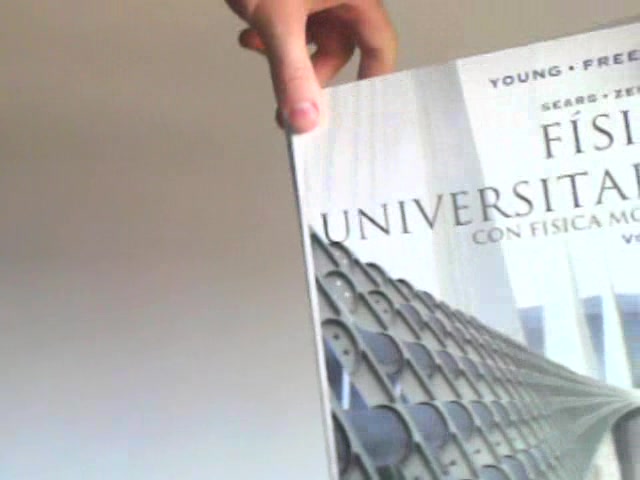 YOUNG • FREE
SEARS • ZE
FÍSI
UNIVERSITA
CON FÍSICA MO